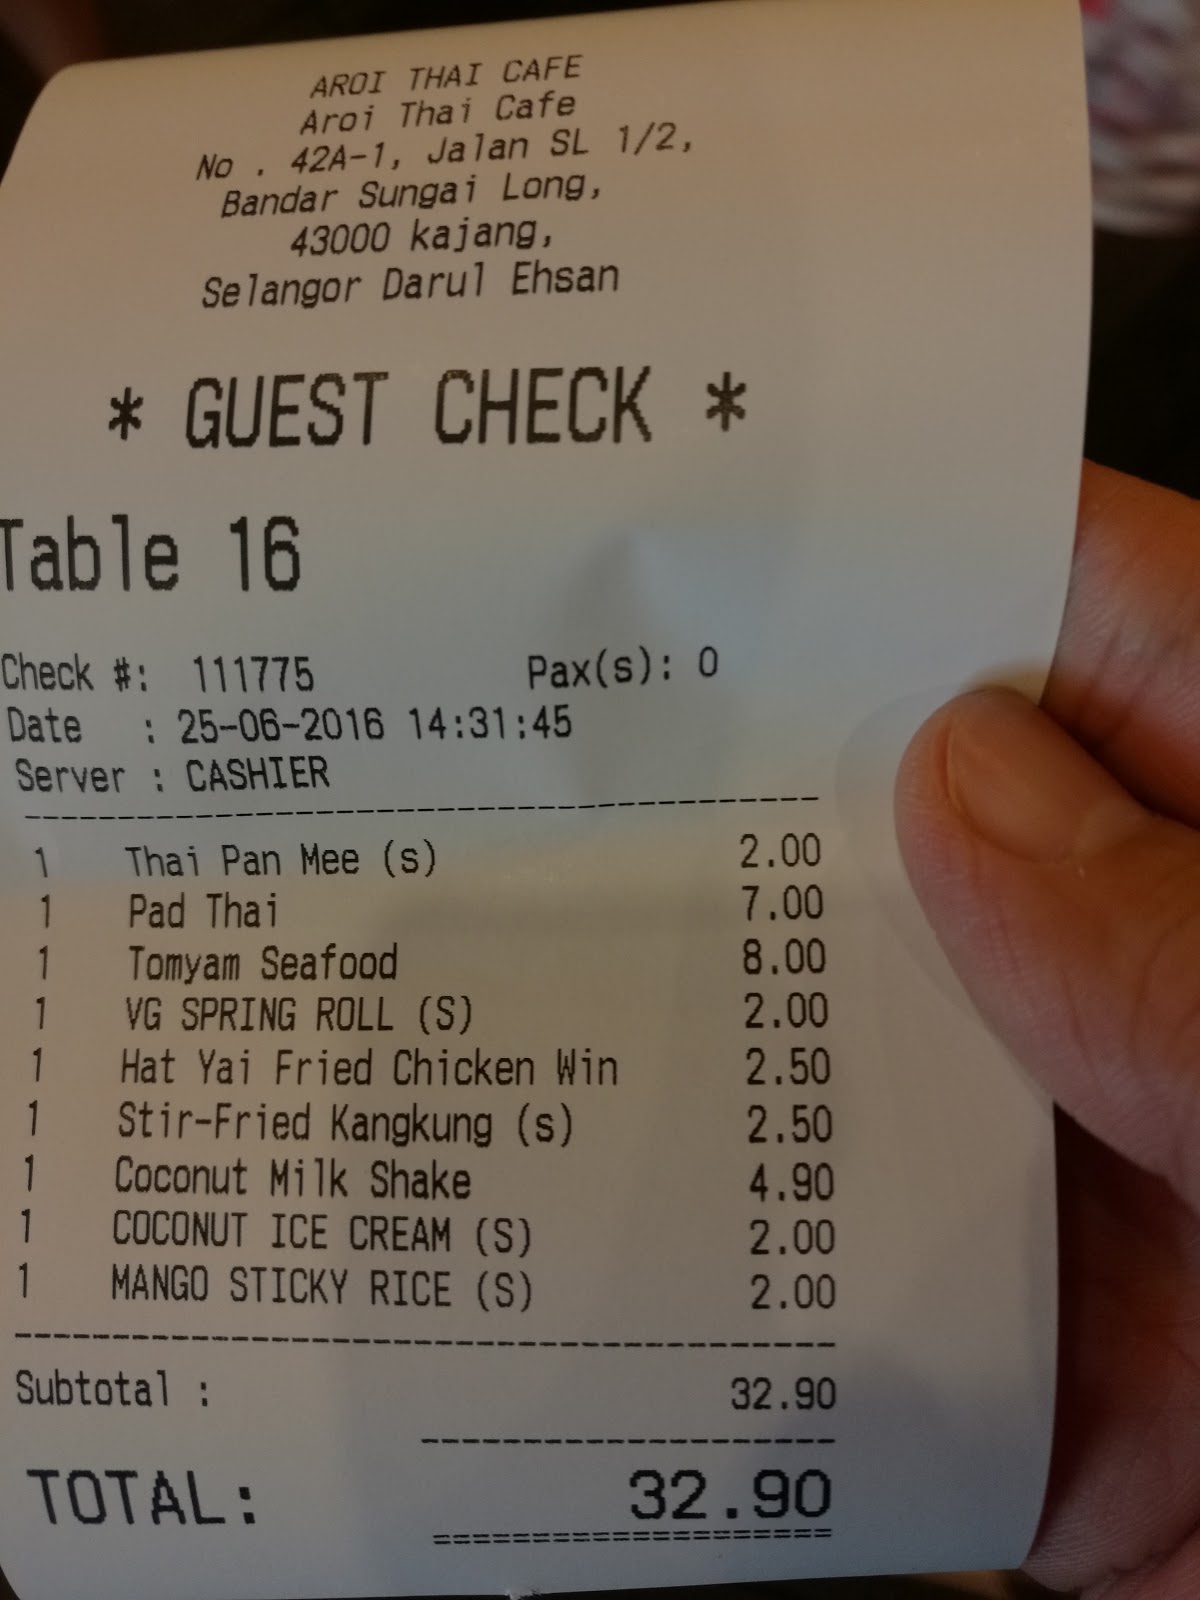 AROI THAI CAFE
Aroi Thai Cafe
No . 42A-1, Jalan SL 1/2,
Bandar Sungai Long,
43000 kajang,
Selangor Darul Ehsan
* GUEST CHECK *
Table 16
Check #: 111775 Pax(s): 0
Date : 25-06-2016 14:31:45
Server : CASHIER
1 Thai Pan Mee (s) 2.00
1 Pad Thai 7.00
1 Tomyam Seafood 8.00
1 VG SPRING ROLL (S) 2.00
1 Hat Yai Fried Chicken Win 2.50
1 Stir-Fried Kangkung (s) 2.50
1 Coconut Milk Shake 4.90
1 COCONUT ICE CREAM (S) 2.00
1 MANGO STICKY RICE (S) 2.00
Subtotal : 32.90
TOTAL: 32.90